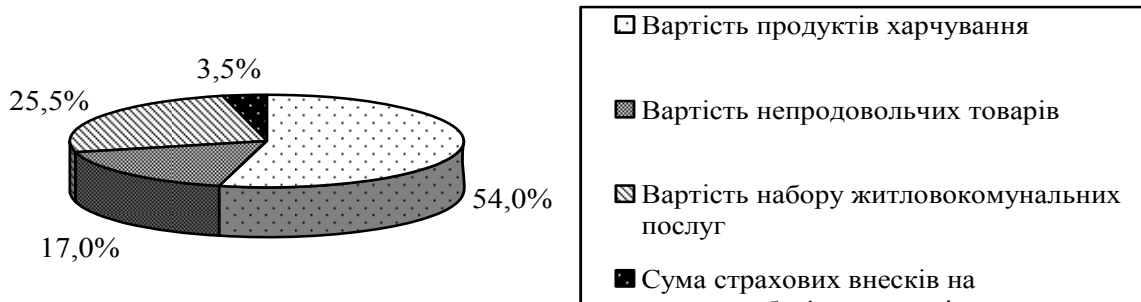 3,5%
25,5%
54,0%
17,0%
Вартість продуктів харчування
Вартість непродовольчих товарів
Вартість набору житловокомунальних
послуг
Сума страхових внесків на